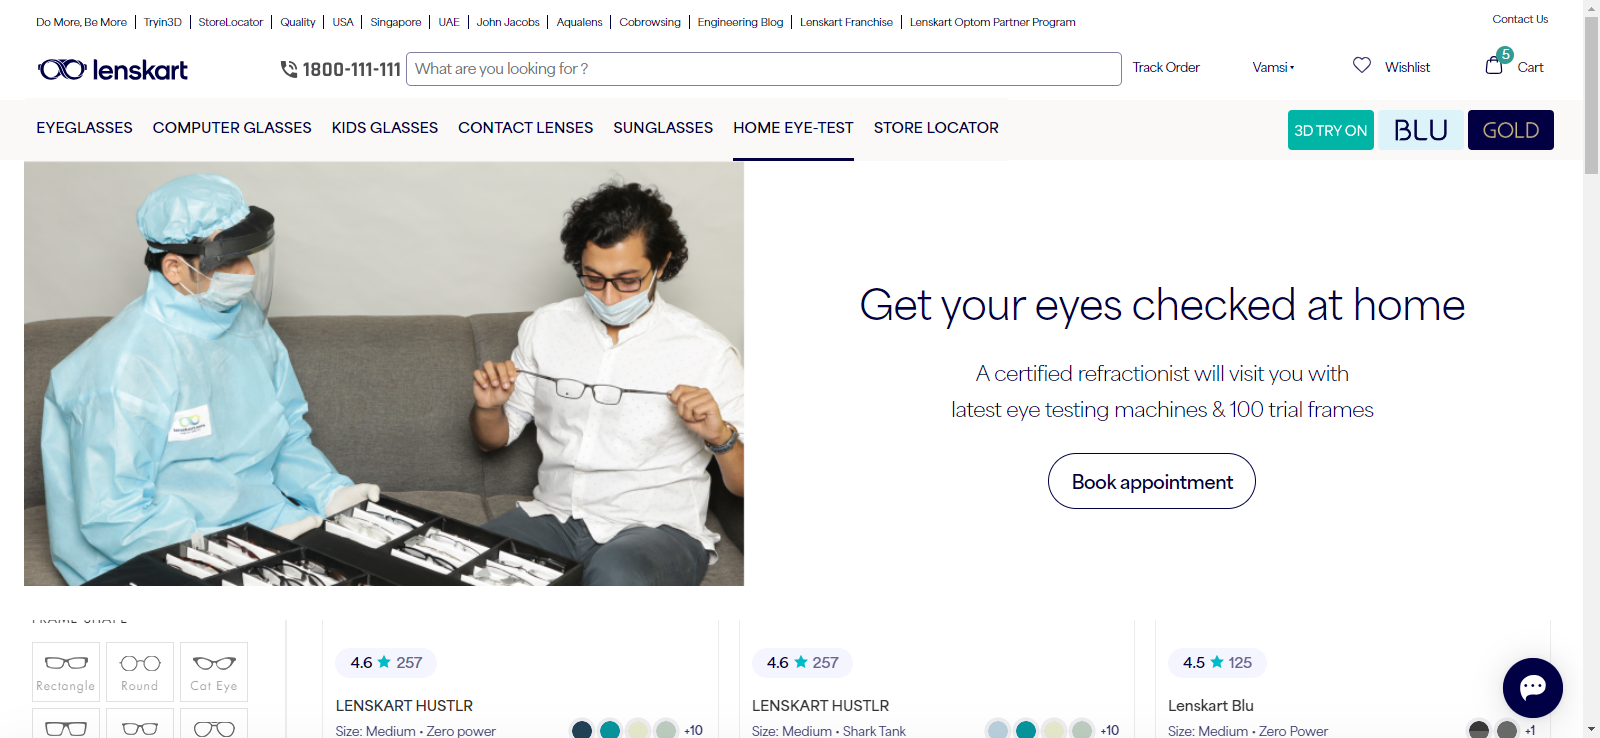 Do More, Be More
Tryin3D
StoreLocator
Quality
USA
Singapore
UAE
John Jacobs
Aqualens
Cobrowsing
Engineering Blog
Lenskart Franchise
Lenskart Optom Partner Program
Contact Us
lenskart
1800-111-111
What are you looking for ?
Track Order
Vamsi
Wishlist
5
Cart
EYEGLASSES
COMPUTER GLASSES
KIDS GLASSES
CONTACT LENSES
SUNGLASSES
HOME EYE-TEST
STORE LOCATOR
3D TRY ON
BLU
GOLD
Get your eyes checked at home
A certified refractionist will visit you with
latest eye testing machines & 100 trial frames
Book appointment
FRAME SHAPE
Rectangle
Round
Cat Eye
4.6 ★ 257
LENSKART HUSTLR
Size: Medium • Zero power
+10
4.6 ★ 257
LENSKART HUSTLR
Size: Medium • Shark Tank
+10
4.5 ★ 125
Lenskart Blu
Size: Medium • Zero Power
+1